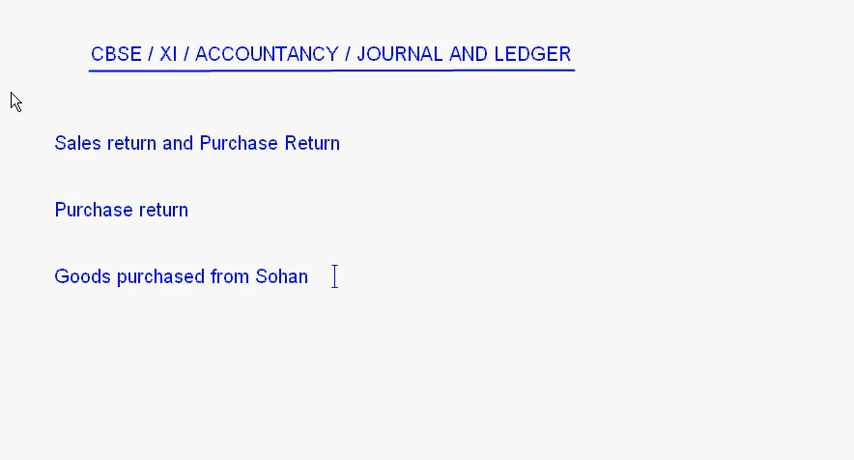 CBSE / XI / ACCOUNTANCY / JOURNAL AND LEDGER
Sales return and Purchase Return
Purchase return
Goods purchased from Sohan